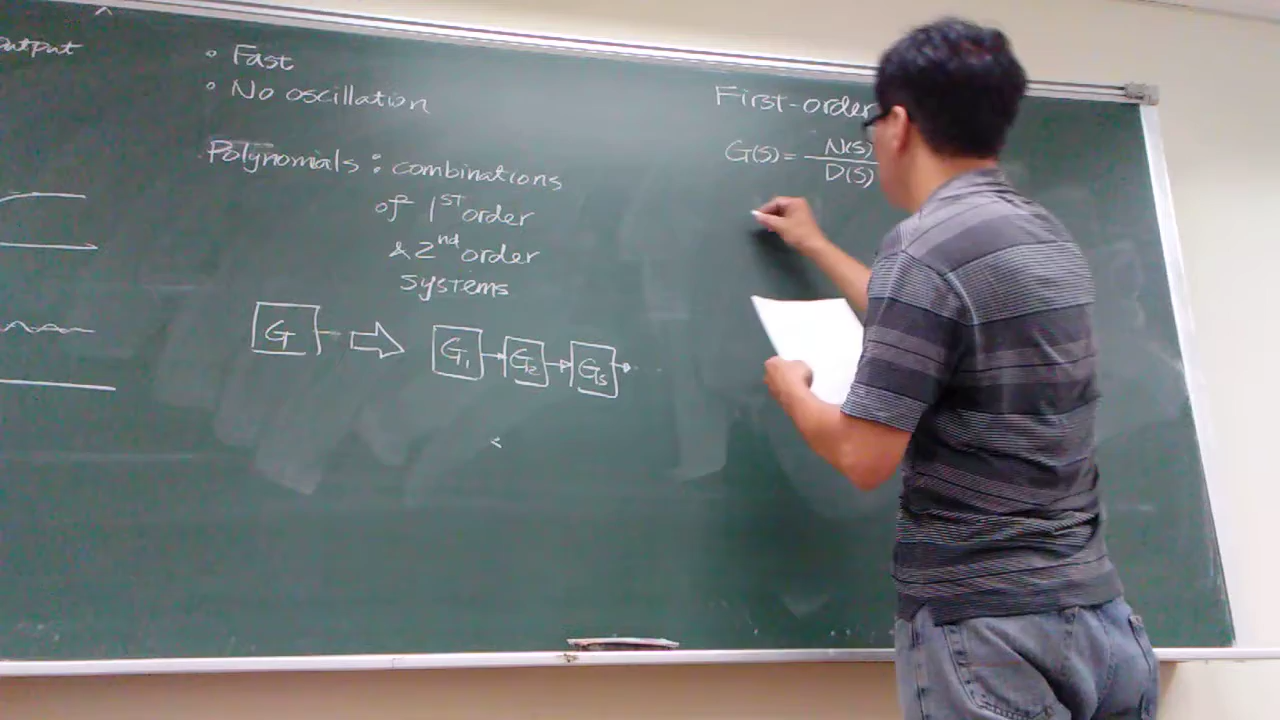 output
° Fast
° No oscillation
Polynomials : combinations
of 1ST order
& 2nd order
systems
G
G1 G2 G3
First-order
G(s) = N(s)
D(s)